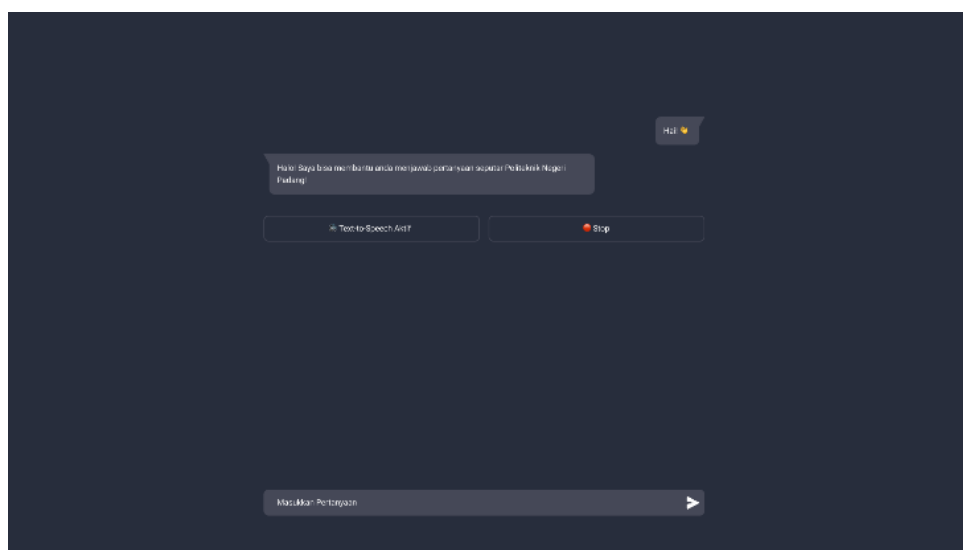 Hai! 👋
Halo! Saya bisa membantu anda menjawab pertanyaan seputar Politeknik Negeri
Padang!
Text-to-Speech Aktif
Stop
Masukkan Pertanyaan